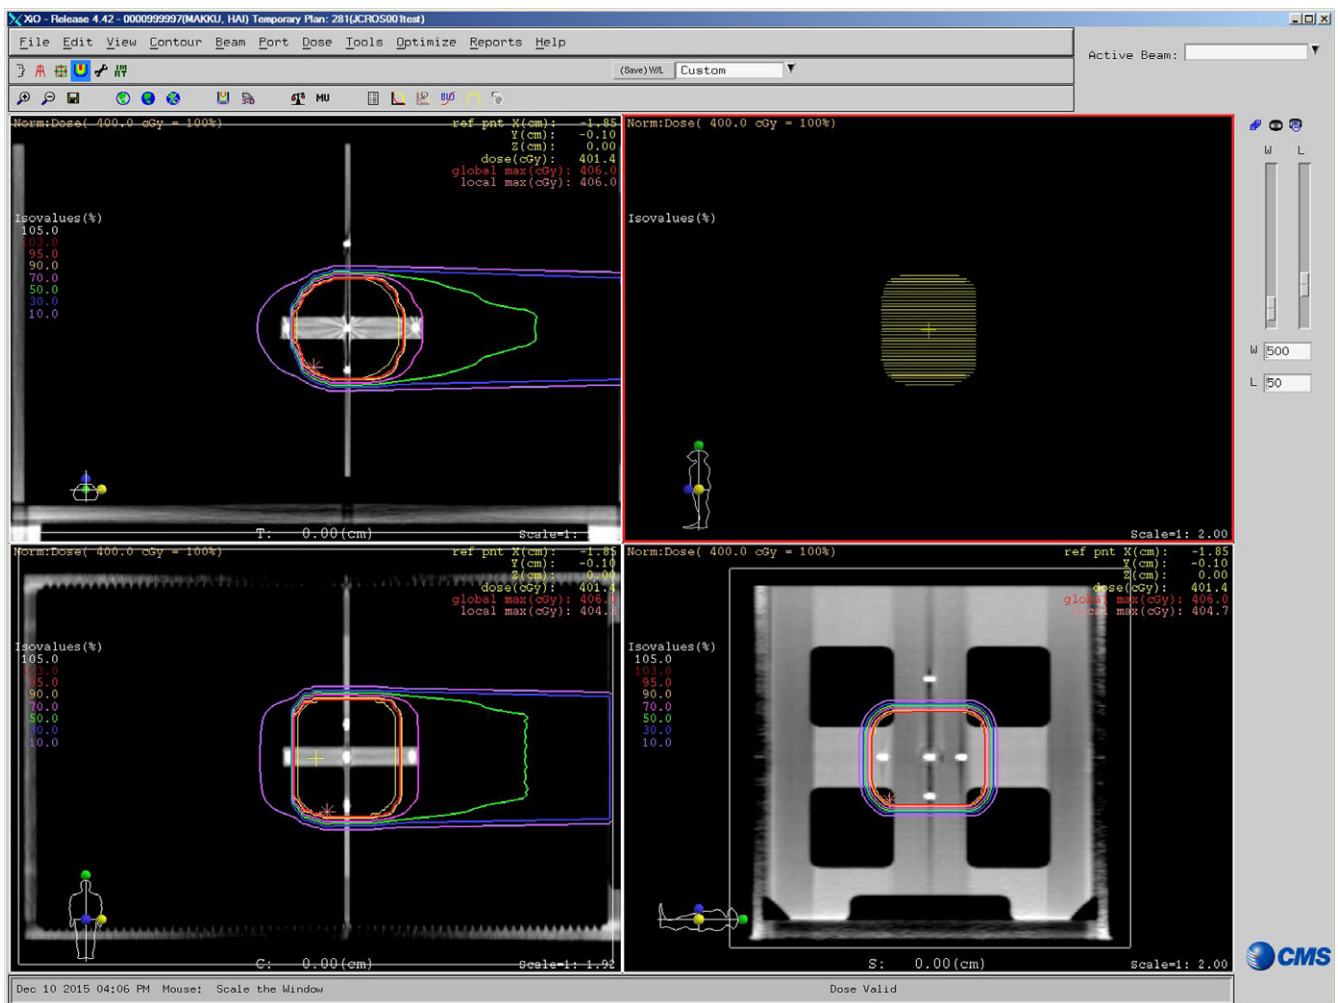 XiO - Release 4.42 - 0000999997(MAKKU, HAI) Temporary Plan: 281(JCROS001test)
File Edit View Contour Beam Port Dose Tools Optimize Reports Help
Active Beam:
(Save) W/L Custom
MU
Norm:Dose( 400.0 cGy = 100%)
ref pnt X(cm): -1.85
Y(cm): -0.10
Z(cm): 0.00
dose(cGy): 401.4
global max(cGy): 406.0
local max(cGy): 406.0
Isovalues(%)
105.0
103.0
95.0
90.0
70.0
50.0
30.0
10.0
T: 0.00(cm)
Scale=1:
Norm:Dose( 400.0 cGy = 100%)
Isovalues(%)
Scale=1: 2.00
W L
W 500
L 50
Norm:Dose( 400.0 cGy = 100%)
ref pnt X(cm): -1.85
Y(cm): -0.10
Z(cm): 0.00
dose(cGy): 401.4
global max(cGy): 406.0
local max(cGy): 404.
Isovalues(%)
105.0
103.0
95.0
90.0
70.0
50.0
30.0
10.0
C: 0.00(cm)
Scale=1: 1.92
Norm:Dose( 400.0 cGy = 100%)
ref pnt X(cm): -1.85
Y(cm): -0.10
Z(cm): 0.00
dose(cGy): 401.4
global max(cGy): 406.0
local max(cGy): 404.7
Isovalues(%)
105.0
103.0
95.0
90.0
70.0
50.0
30.0
10.0
S: 0.00(cm)
Scale=1: 2.00
CMS
Dec 10 2015 04:06 PM Mouse: Scale the Window
Dose Valid